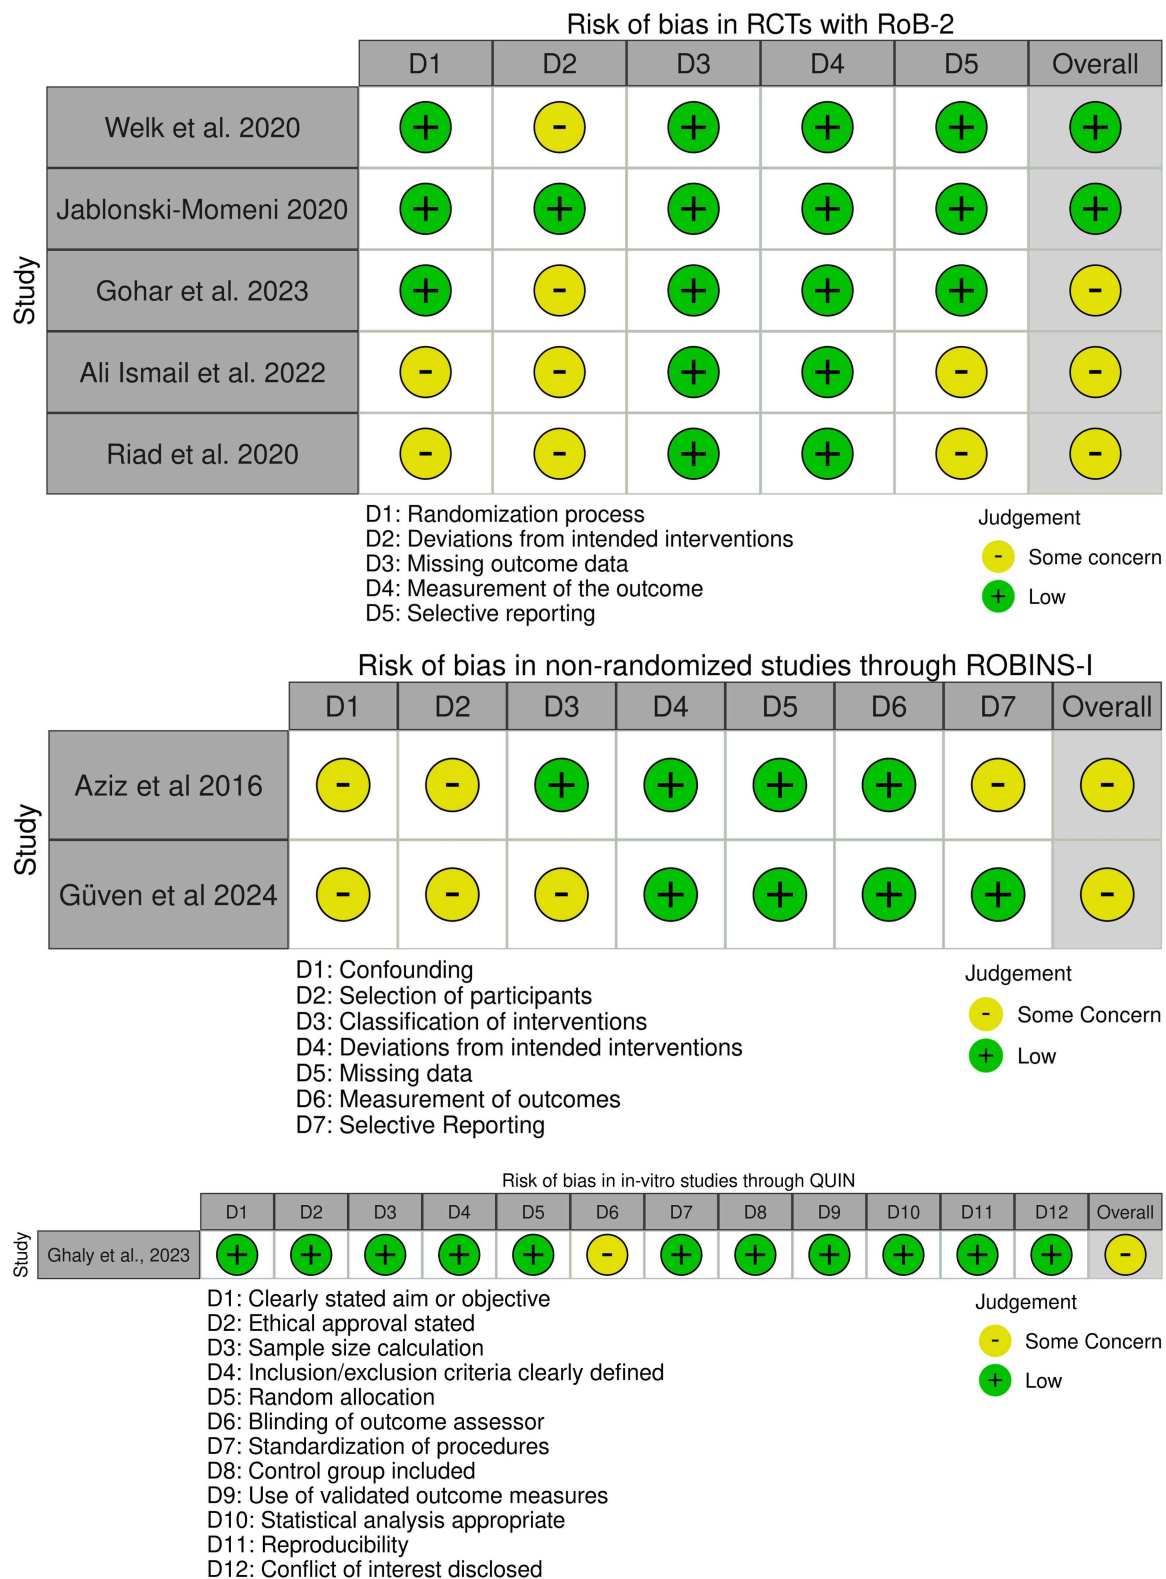 Risk of bias in RCTs with RoB-2
D1 D2 D3 D4 D5 Overall
Study
Welk et al. 2020 + - + + + +
Jablonski-Momeni 2020 + + + + + +
Gohar et al. 2023 + - + + + -
Ali Ismail et al. 2022 - - + + - -
Riad et al. 2020 - - + + - -
D1: Randomization process
D2: Deviations from intended interventions
D3: Missing outcome data
D4: Measurement of the outcome
D5: Selective reporting
Judgement
- Some concern
+ Low
Risk of bias in non-randomized studies through ROBINS-I
D1 D2 D3 D4 D5 D6 D7 Overall
Study
Aziz et al 2016 - - + + + + - -
Güven et al 2024 - - - + + + + -
D1: Confounding
D2: Selection of participants
D3: Classification of interventions
D4: Deviations from intended interventions
D5: Missing data
D6: Measurement of outcomes
D7: Selective Reporting
Judgement
- Some Concern
+ Low
Risk of bias in in-vitro studies through QUIN
D1 D2 D3 D4 D5 D6 D7 D8 D9 D10 D11 D12 Overall
Study
Ghaly et al., 2023 + + + + + - + + + + + + -
D1: Clearly stated aim or objective
D2: Ethical approval stated
D3: Sample size calculation
D4: Inclusion/exclusion criteria clearly defined
D5: Random allocation
D6: Blinding of outcome assessor
D7: Standardization of procedures
D8: Control group included
D9: Use of validated outcome measures
D10: Statistical analysis appropriate
D11: Reproducibility
D12: Conflict of interest disclosed
Judgement
- Some Concern
+ Low